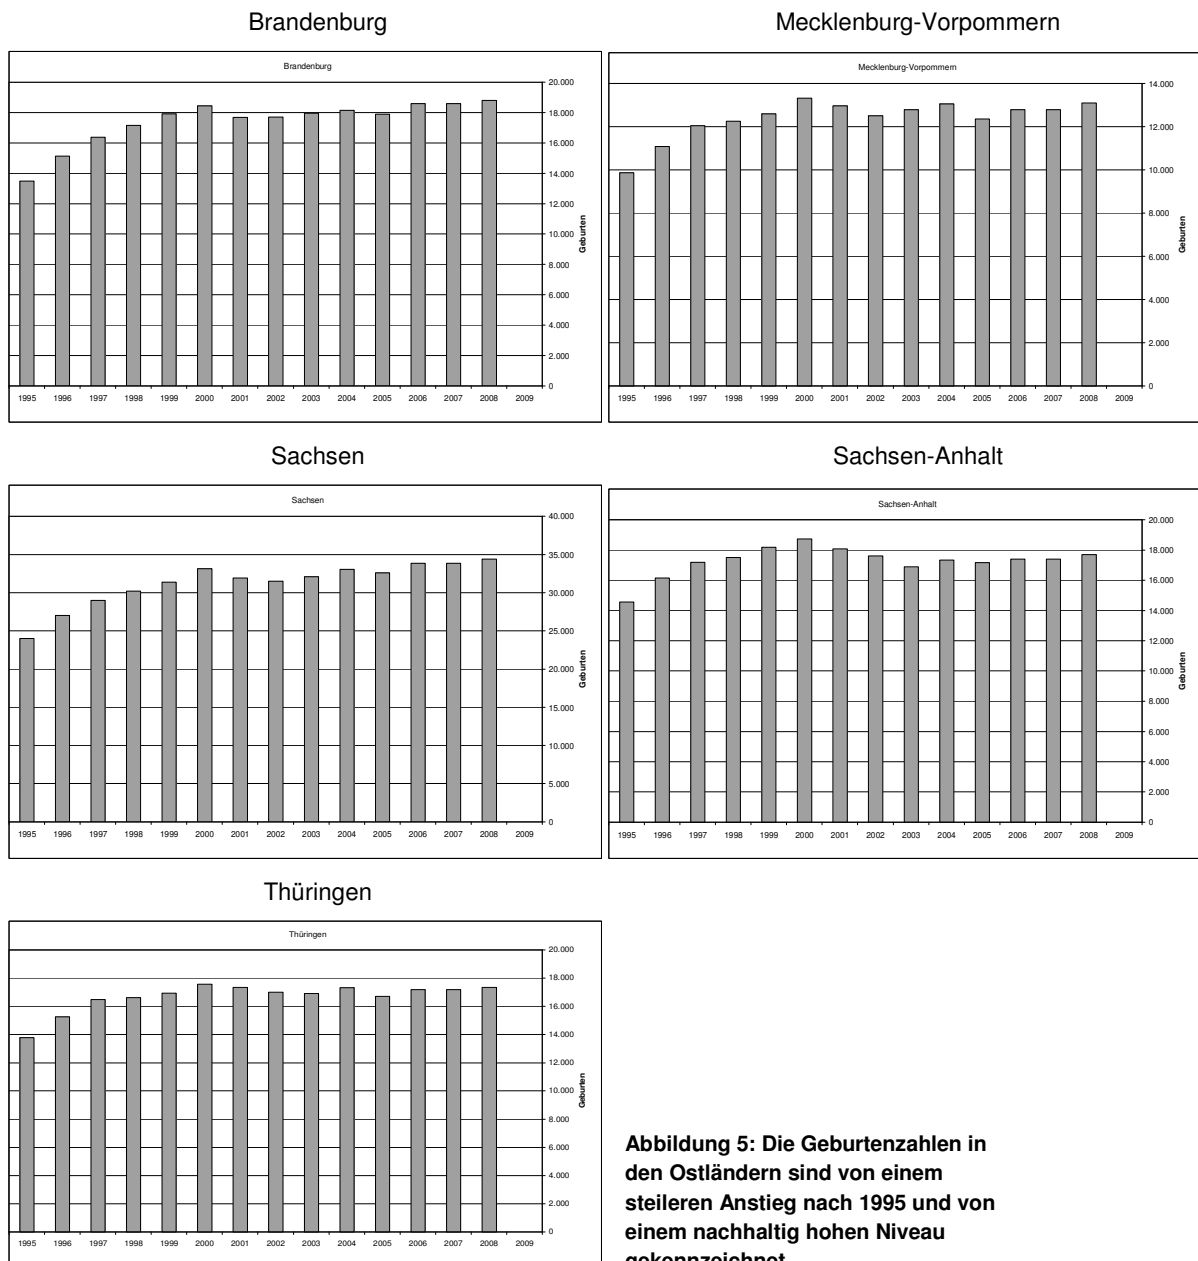 Brandenburg
Mecklenburg-Vorpommern
Brandenburg
20.000
18.000
16.000
14.000
12.000
10.000
8.000
6.000
4.000
2.000
0
Geburten
1995 1996 1997 1998 1999 2000 2001 2002 2003 2004 2005 2006 2007 2008 2009
Mecklenburg-Vorpommern
14.000
12.000
10.000
8.000
6.000
4.000
2.000
0
Geburten
1995 1996 1997 1998 1999 2000 2001 2002 2003 2004 2005 2006 2007 2008 2009
Sachsen
Sachsen-Anhalt
Sachsen
40.000
35.000
30.000
25.000
20.000
15.000
10.000
5.000
0
Geburten
1995 1996 1997 1998 1999 2000 2001 2002 2003 2004 2005 2006 2007 2008 2009
Sachsen-Anhalt
20.000
18.000
16.000
14.000
12.000
10.000
8.000
6.000
4.000
2.000
0
Geburten
1995 1996 1997 1998 1999 2000 2001 2002 2003 2004 2005 2006 2007 2008 2009
Thüringen
Thüringen
20.000
18.000
16.000
14.000
12.000
10.000
8.000
6.000
4.000
2.000
0
Geburten
1995 1996 1997 1998 1999 2000 2001 2002 2003 2004 2005 2006 2007 2008 2009
Abbildung 5: Die Geburtenzahlen in
den Ostländern sind von einem
steileren Anstieg nach 1995 und von
einem nachhaltig hohen Niveau
gekennzeichnet